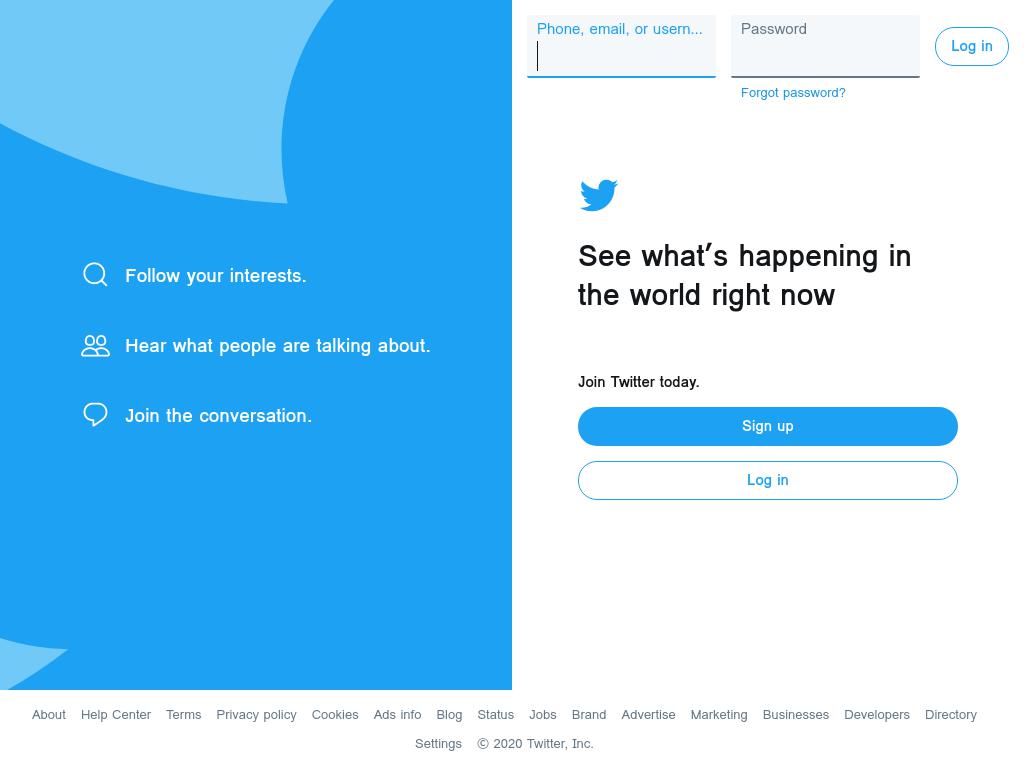 Phone, email, or usern...
Password
Log in
Forgot password?
Follow your interests.
Hear what people are talking about.
Join the conversation.
See what’s happening in
the world right now
Join Twitter today.
Sign up
Log in
About Help Center Terms Privacy policy Cookies Ads info Blog Status Jobs Brand Advertise Marketing Businesses Developers Directory
Settings © 2020 Twitter, Inc.